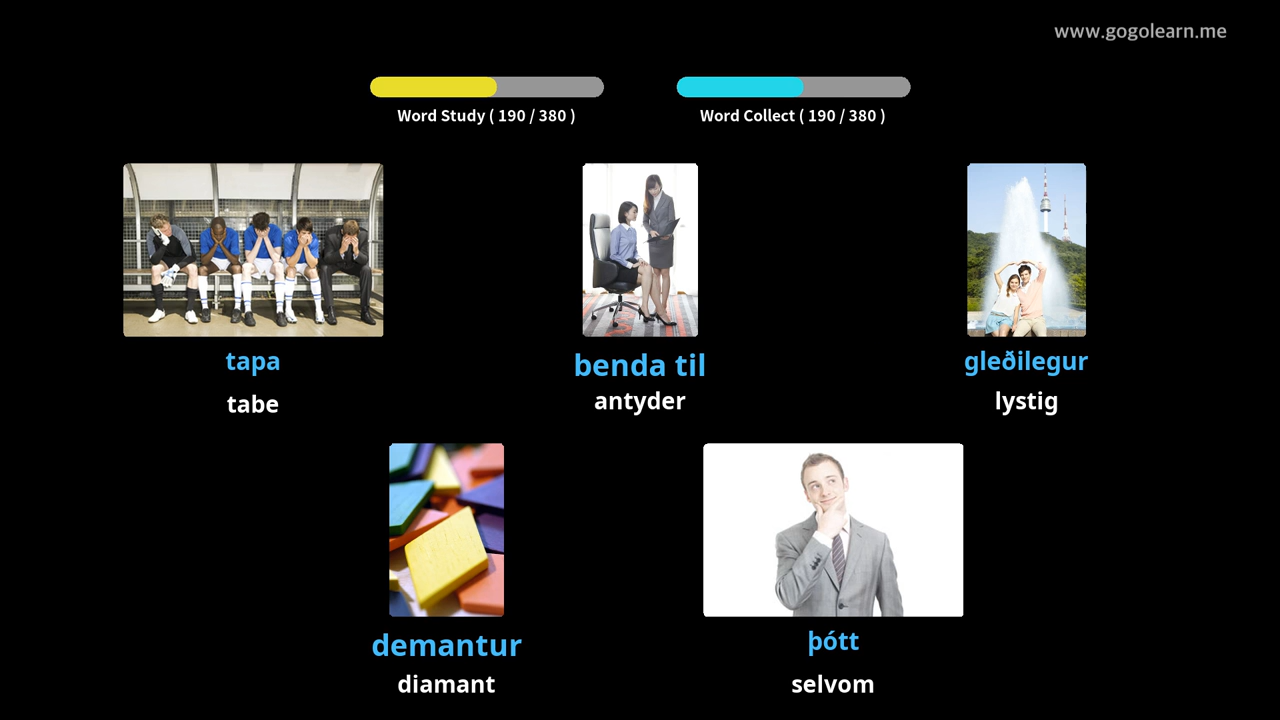 www.gogolearn.me
Word Study ( 190 / 380 )
Word Collect ( 190 / 380 )
tapa
tabe
benda til
antyder
gleðilegur
lystig
demantur
diamant
þótt
selvom